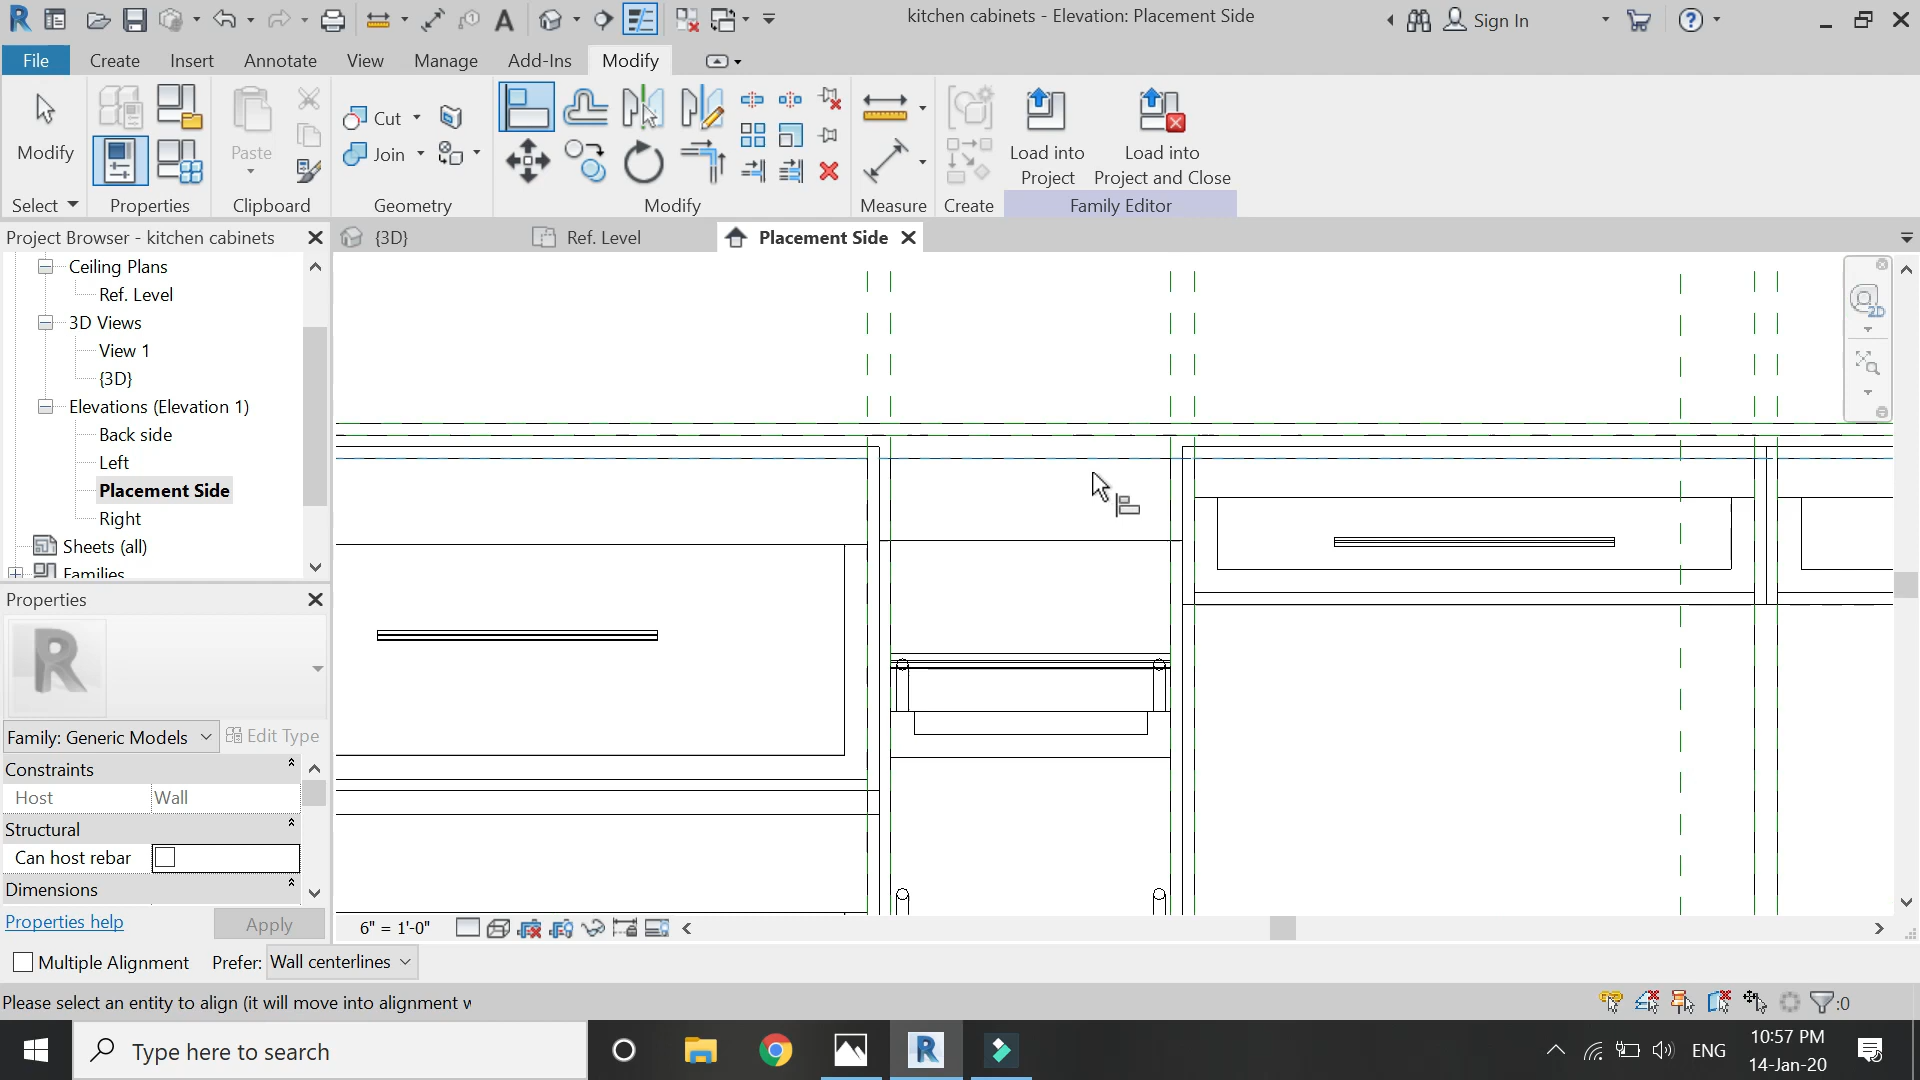 kitchen cabinets - Elevation: Placement Side
Sign In
File
Create
Insert
Annotate
View
Manage
Add-Ins
Modify
Modify
Paste
Cut
Join
Load into
Project
Load into
Project and Close
Select
Properties
Clipboard
Geometry
Modify
Measure
Create
Family Editor
Project Browser - kitchen cabinets
{3D}
Ref. Level
Placement Side
2D
Ceiling Plans
Ref. Level
3D Views
View 1
{3D}
Elevations (Elevation 1)
Back side
Left
Placement Side
Right
Sheets (all)
Families
Properties
Family: Generic Models
Edit Type
Constraints
Host Wall
Structural
Can host rebar
Dimensions
Properties help
Apply
6" = 1'-0"
Multiple Alignment
Prefer: Wall centerlines
Please select an entity to align (it will move into alignment
:0
Type here to search
ENG
10:57 PM
14-Jan-20